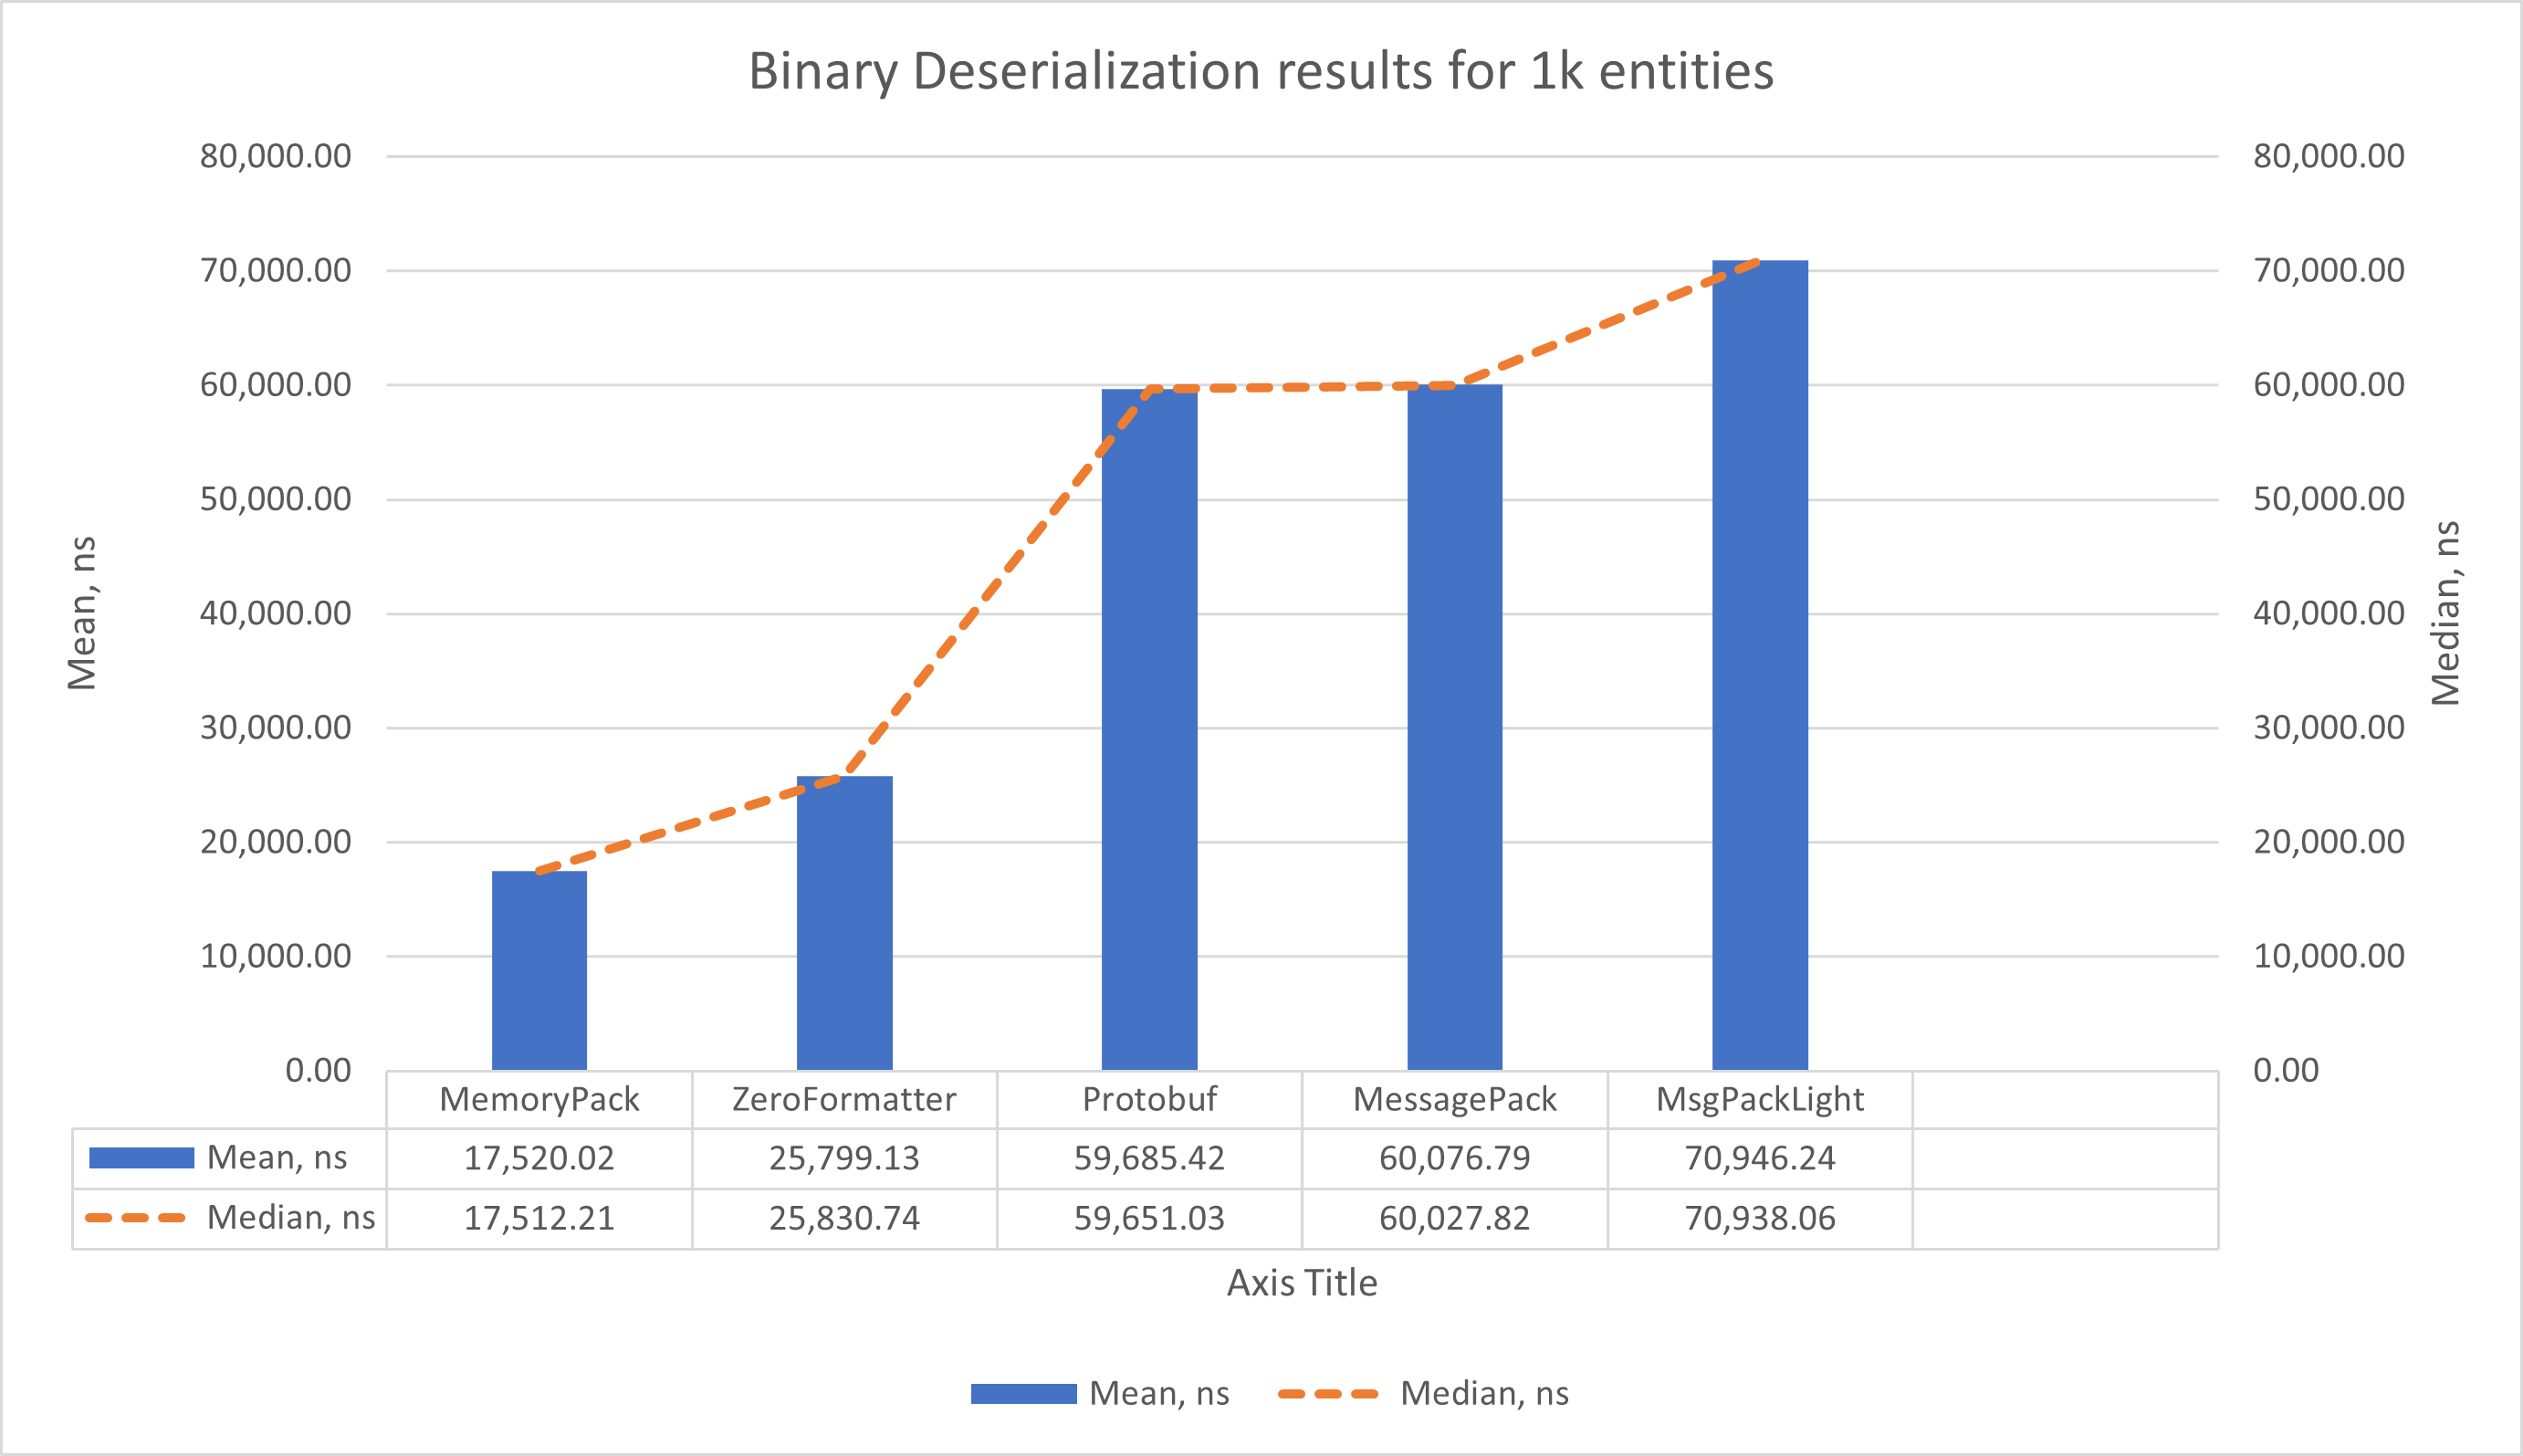 Binary Deserialization results for 1k entities
80,000.00 80,000.00
70,000.00 70,000.00
60,000.00 60,000.00
50,000.00 50,000.00
40,000.00 40,000.00
30,000.00 30,000.00
20,000.00 20,000.00
10,000.00 10,000.00
0.00 0.00
Mean, ns
Median, ns
MemoryPack ZeroFormatter Protobuf MessagePack MsgPackLight
Mean, ns 17,520.02 25,799.13 59,685.42 60,076.79 70,946.24
Median, ns 17,512.21 25,830.74 59,651.03 60,027.82 70,938.06
Axis Title
Mean, ns Median, ns